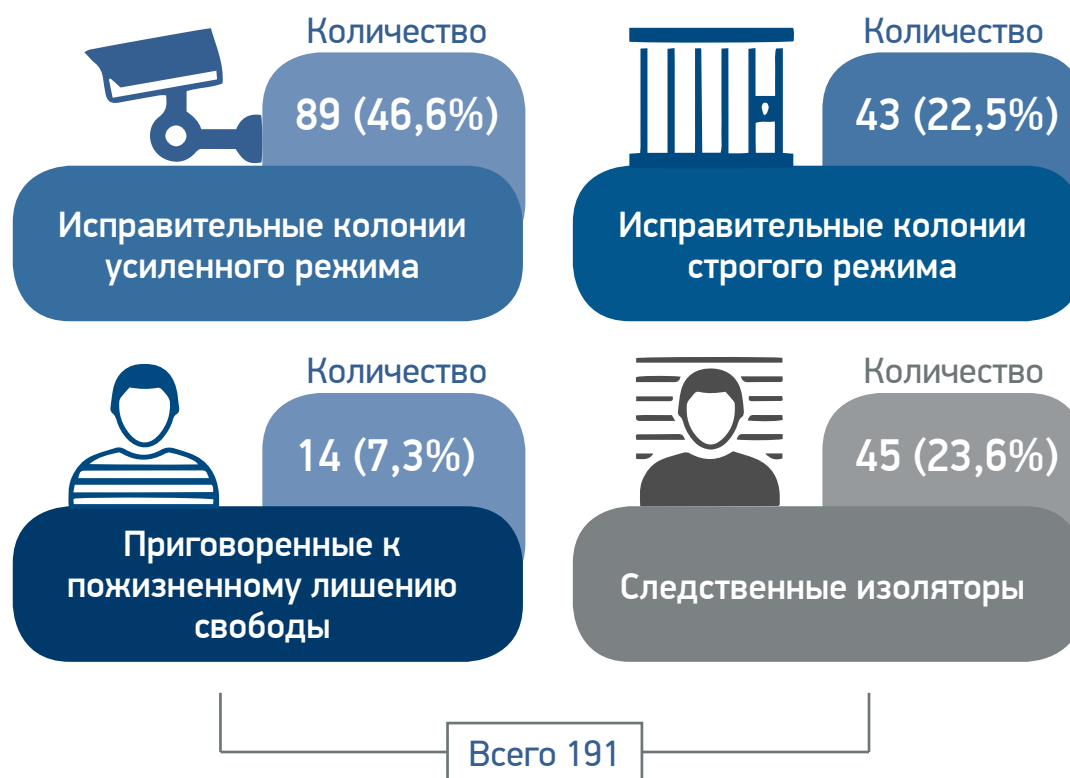 Количество
89 (46,6%)
Исправительные колонии
усиленного режима
Количество
43 (22,5%)
Исправительные колонии
строгого режима
Количество
14 (7,3%)
Приговоренные к
пожизненному лишению
свободы
Количество
45 (23,6%)
Следственные изоляторы
Всего 191